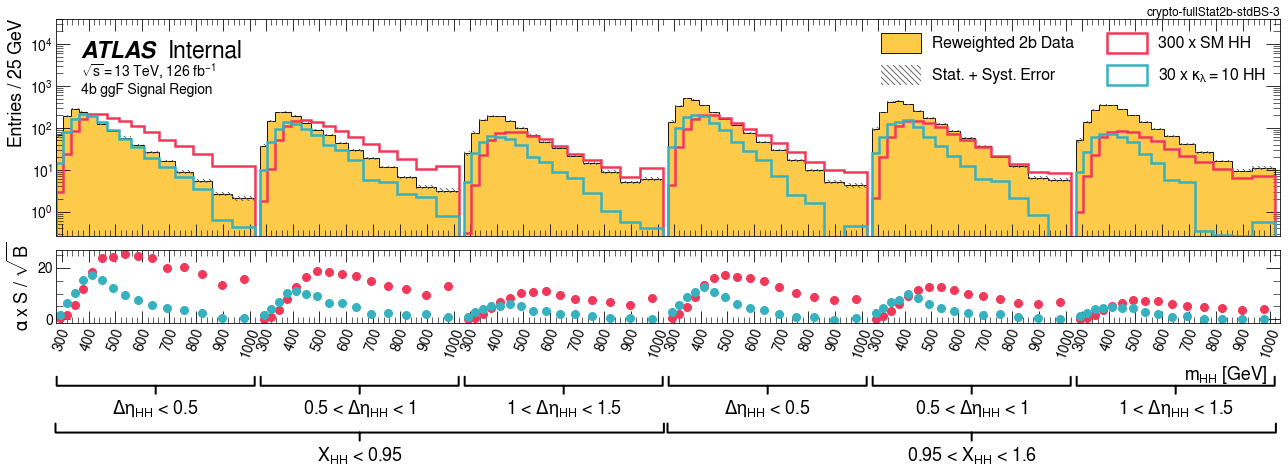 crypto-fullStat2b-stdBS-3
ATLAS Internal
√s = 13 TeV, 126 fb⁻¹
4b ggF Signal Region
Reweighted 2b Data
Stat. + Syst. Error
300 x SM HH
30 x κλ = 10 HH
Entries / 25 GeV
10⁴
10³
10²
10¹
10⁰
α x S / √B
20
0
300 400 500 600 700 800 900 1000 300 400 500 600 700 800 900 1000 300 400 500 600 700 800 900 1000 300 400 500 600 700 800 900 1000 300 400 500 600 700 800 900 1000 300 400 500 600 700 800 900 1000
mHH [GeV]
ΔηHH < 0.5 0.5 < ΔηHH < 1 1 < ΔηHH < 1.5 ΔηHH < 0.5 0.5 < ΔηHH < 1 1 < ΔηHH < 1.5
XHH < 0.95 0.95 < XHH < 1.6